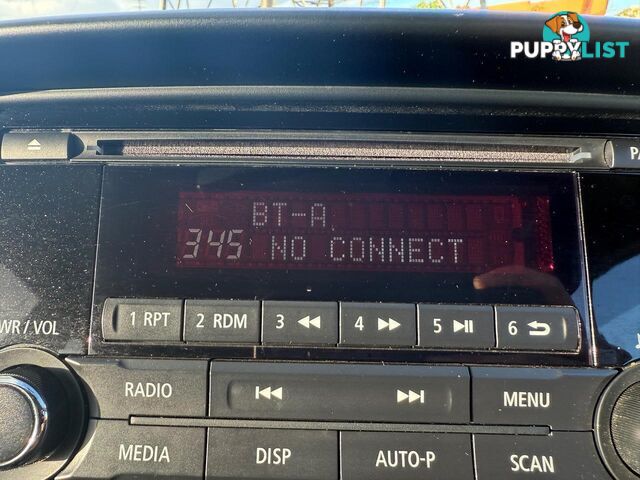 PUPPYLIST
PA
BT-A
345 NO CONNECT
1 RPT 2 RDM 3 4 5 6
WR / VOL
RADIO MENU
MEDIA DISP AUTO-P SCAN